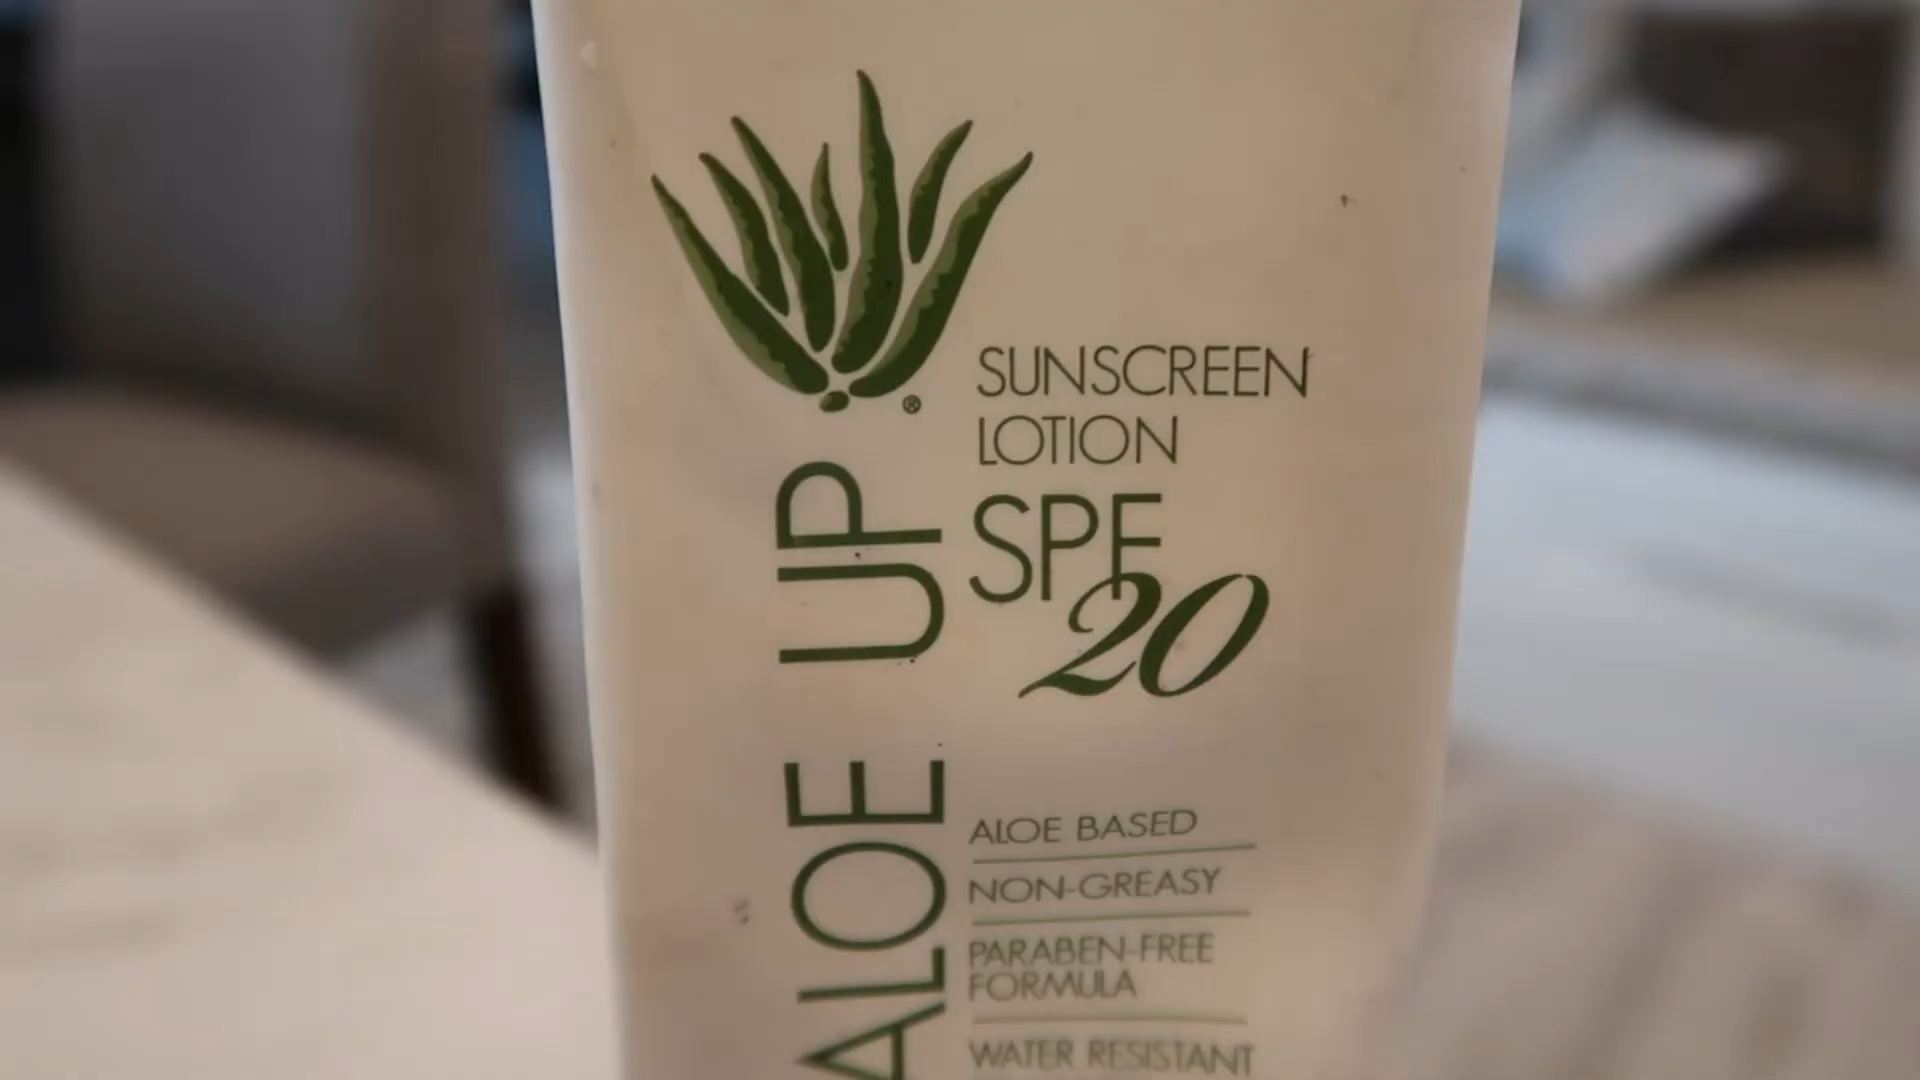 ALOE UP®
SUNSCREEN
LOTION
SPF
20
ALOE BASED
NON-GREASY
PARABEN-FREE
FORMULA
WATER RESISTANT